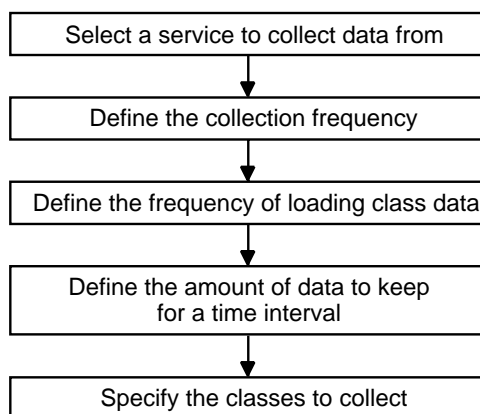 Select a service to collect data from
Define the collection frequency
Define the frequency of loading class data
Define the amount of data to keep
for a time interval
Specify the classes to collect